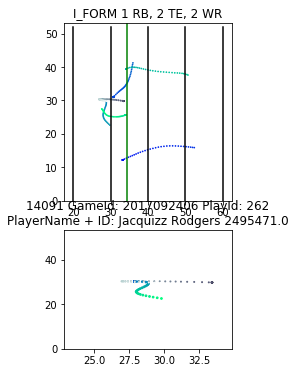 I_FORM 1 RB, 2 TE, 2 WR
50
40
30
20
10
0
20 30 40 50 60
14091 GameId: 2017092406 PlayId: 262
PlayerName + ID: Jacquizz Rodgers 2495471.0
40
20
0
25.0 27.5 30.0 32.5